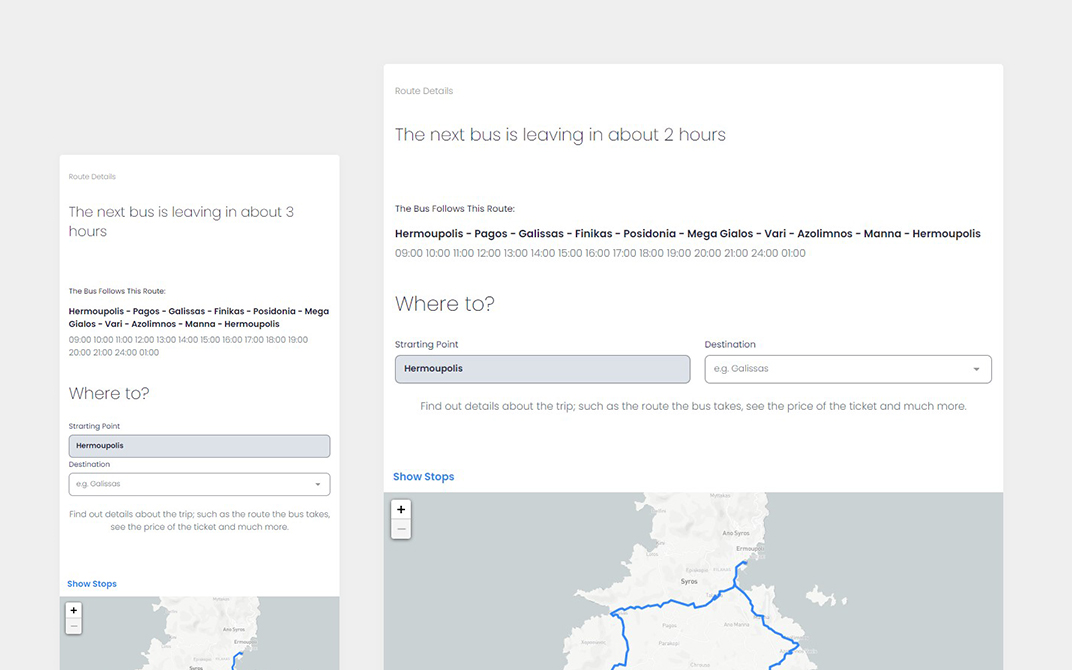 Route Details
The next bus is leaving in about 3
hours
The Bus Follows This Route:
Hermoupolis - Pagos - Galissas - Finikas - Posidonia - Mega
Gialos - Vari - Azolimnos - Manna - Hermoupolis
09:00 10:00 11:00 12:00 13:00 14:00 15:00 16:00 17:00 18:00 19:00
20:00 21:00 24:00 01:00
Where to?
Strarting Point
Hermoupolis
Destination
e.g. Galissas
Find out details about the trip; such as the route the bus takes,
see the price of the ticket and much more.
Show Stops
+
−
Ano Syros
Syros
Route Details
The next bus is leaving in about 2 hours
The Bus Follows This Route:
Hermoupolis - Pagos - Galissas - Finikas - Posidonia - Mega Gialos - Vari - Azolimnos - Manna - Hermoupolis
09:00 10:00 11:00 12:00 13:00 14:00 15:00 16:00 17:00 18:00 19:00 20:00 21:00 24:00 01:00
Where to?
Strarting Point
Hermoupolis
Destination
e.g. Galissas
Find out details about the trip; such as the route the bus takes, see the price of the ticket and much more.
Show Stops
+
−
Ano Syros
Ermoupoli
Syros
Pagos
Ano Manna
Parakopi
Chrousa